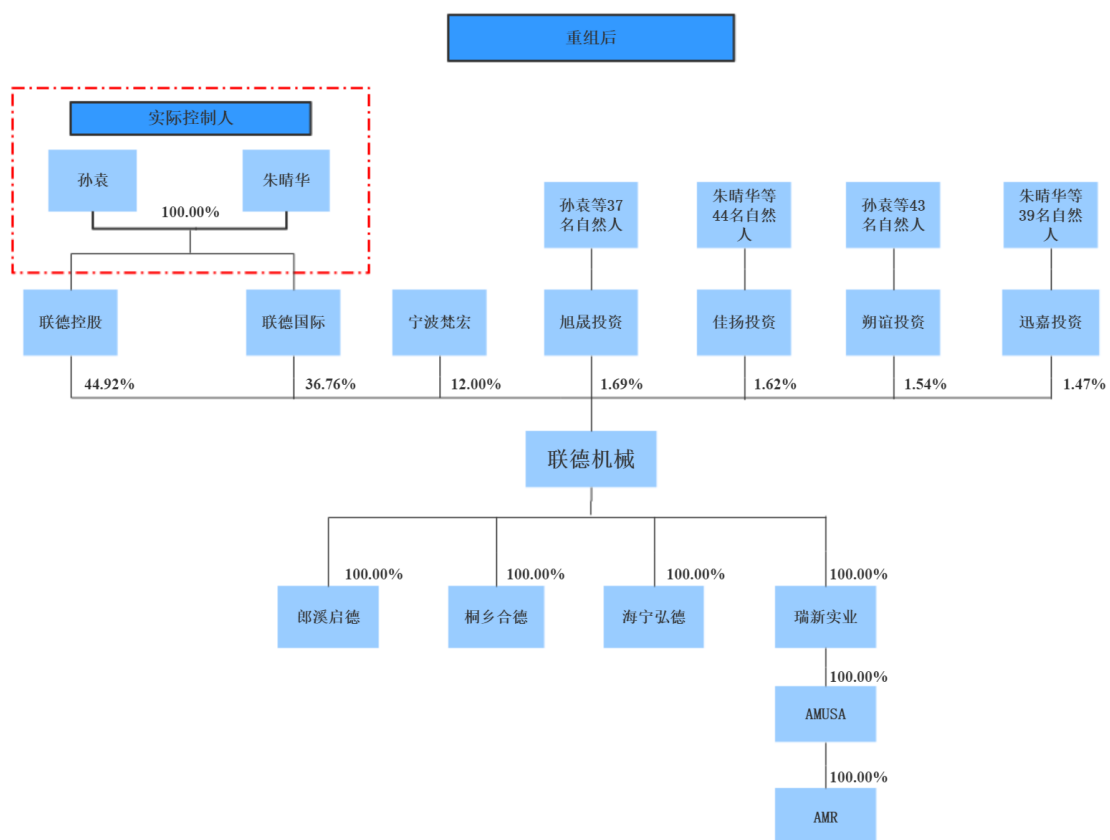 重组后
实际控制人
孙袁
朱晴华
100.00%
孙袁等37
名自然人
朱晴华等
44名自然
人
孙袁等43
名自然人
朱晴华等
39名自然
人
联德控股
联德国际
宁波梵宏
旭晟投资
佳扬投资
朔谊投资
迅嘉投资
44.92%
36.76%
12.00%
1.69%
1.62%
1.54%
1.47%
联德机械
100.00%
100.00%
100.00%
100.00%
郎溪启德
桐乡合德
海宁弘德
瑞新实业
100.00%
AMUSA
100.00%
AMR